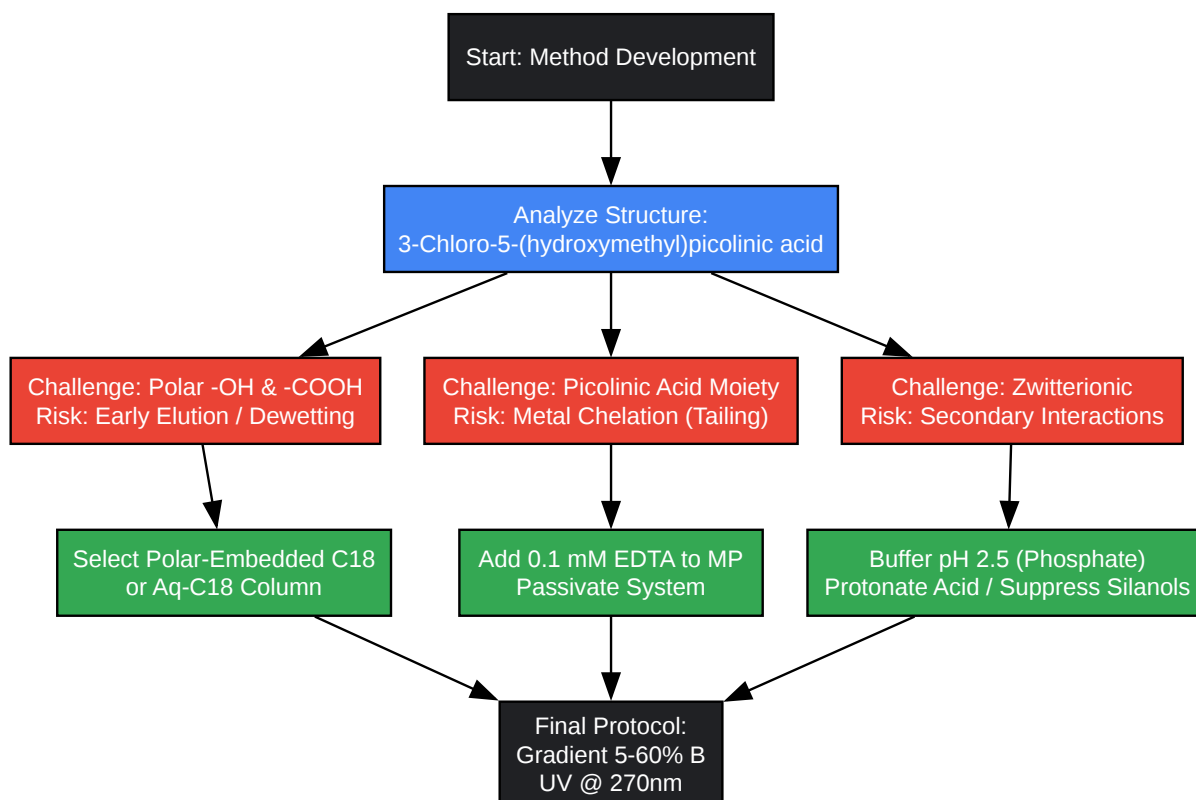 Start: Method Development
Analyze Structure:
3-Chloro-5-(hydroxymethyl)picolinic acid
Challenge: Polar -OH & -COOH
Risk: Early Elution / Dewetting
Challenge: Picolinic Acid Moiety
Risk: Metal Chelation (Tailing)
Challenge: Zwitterionic
Risk: Secondary Interactions
Select Polar-Embedded C18
or Aq-C18 Column
Add 0.1 mM EDTA to MP
Passivate System
Buffer pH 2.5 (Phosphate)
Protonate Acid / Suppress Silanols
Final Protocol:
Gradient 5-60% B
UV @ 270nm